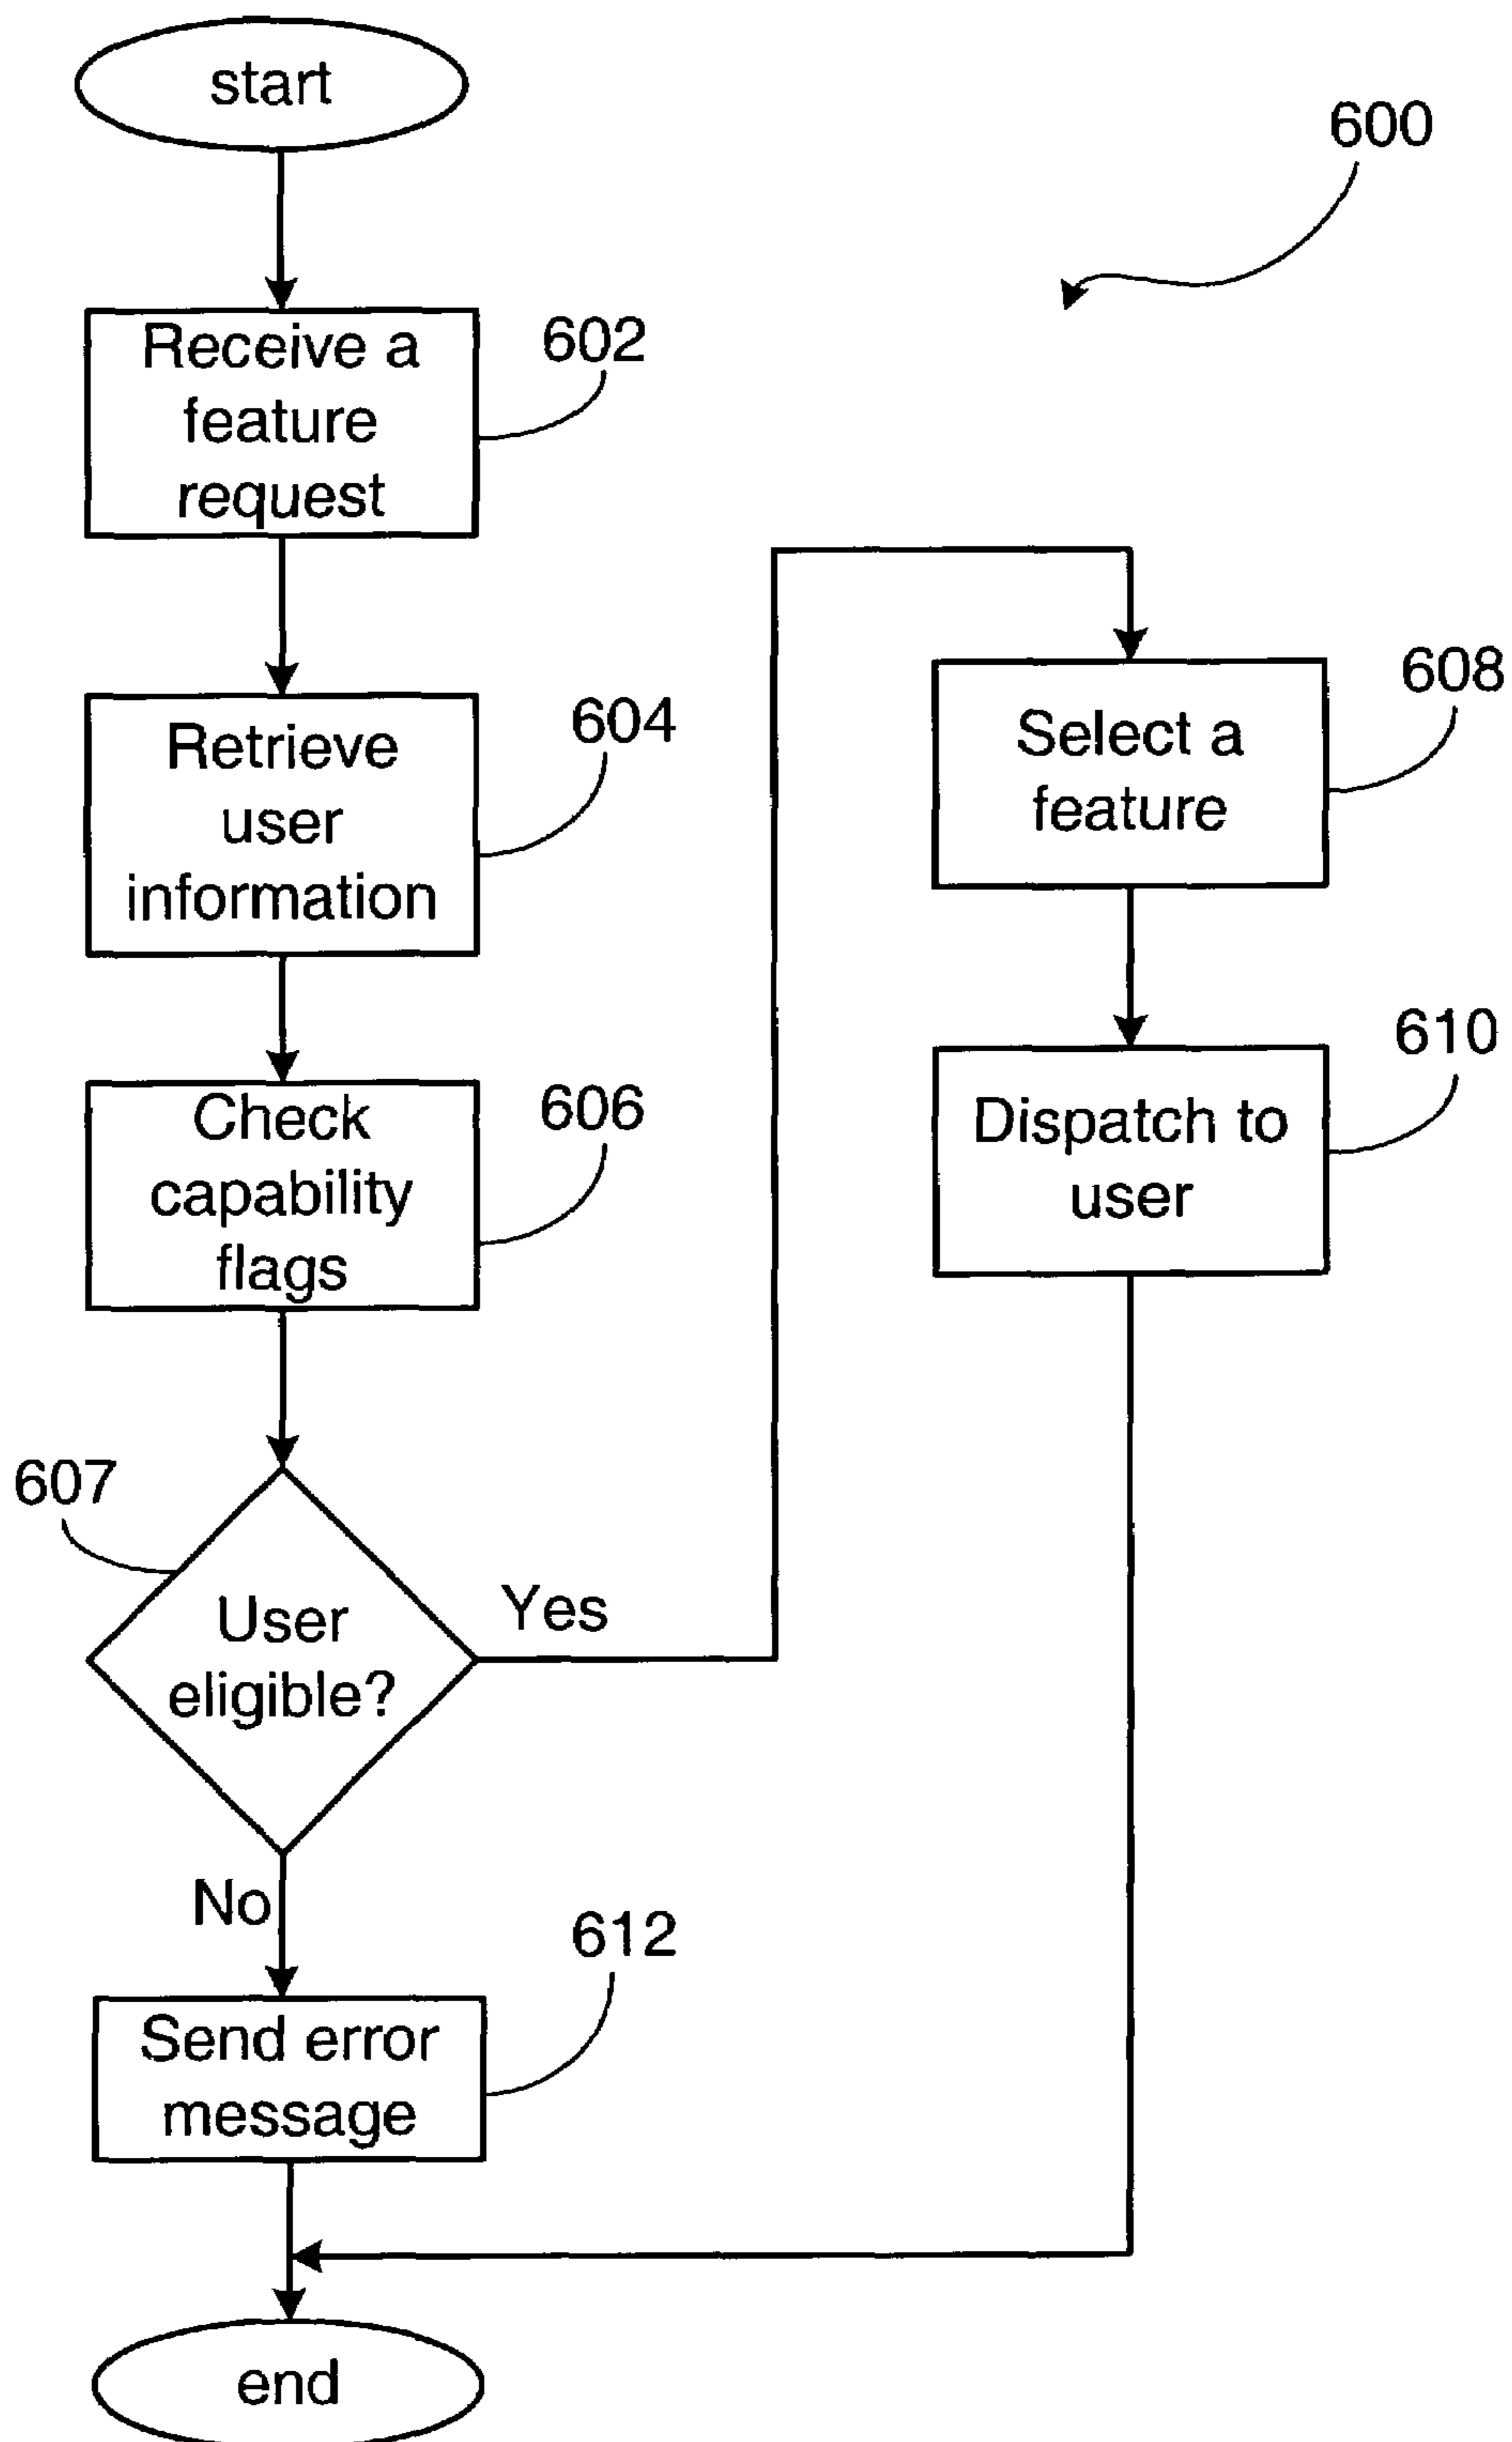 start
600
Receive a
feature
request
602
Retrieve
user
information
604
Check
capability
flags
606
607
User
eligible?
Yes
No
Select a
feature
608
Dispatch to
user
610
Send error
message
612
end